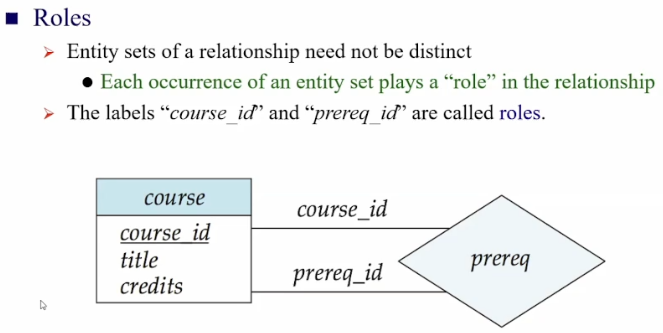 Roles
Entity sets of a relationship need not be distinct
Each occurrence of an entity set plays a “role” in the relationship
The labels “course_id” and “prereq_id” are called roles.
course
course_id
title
credits
course_id
prereq_id
prereq